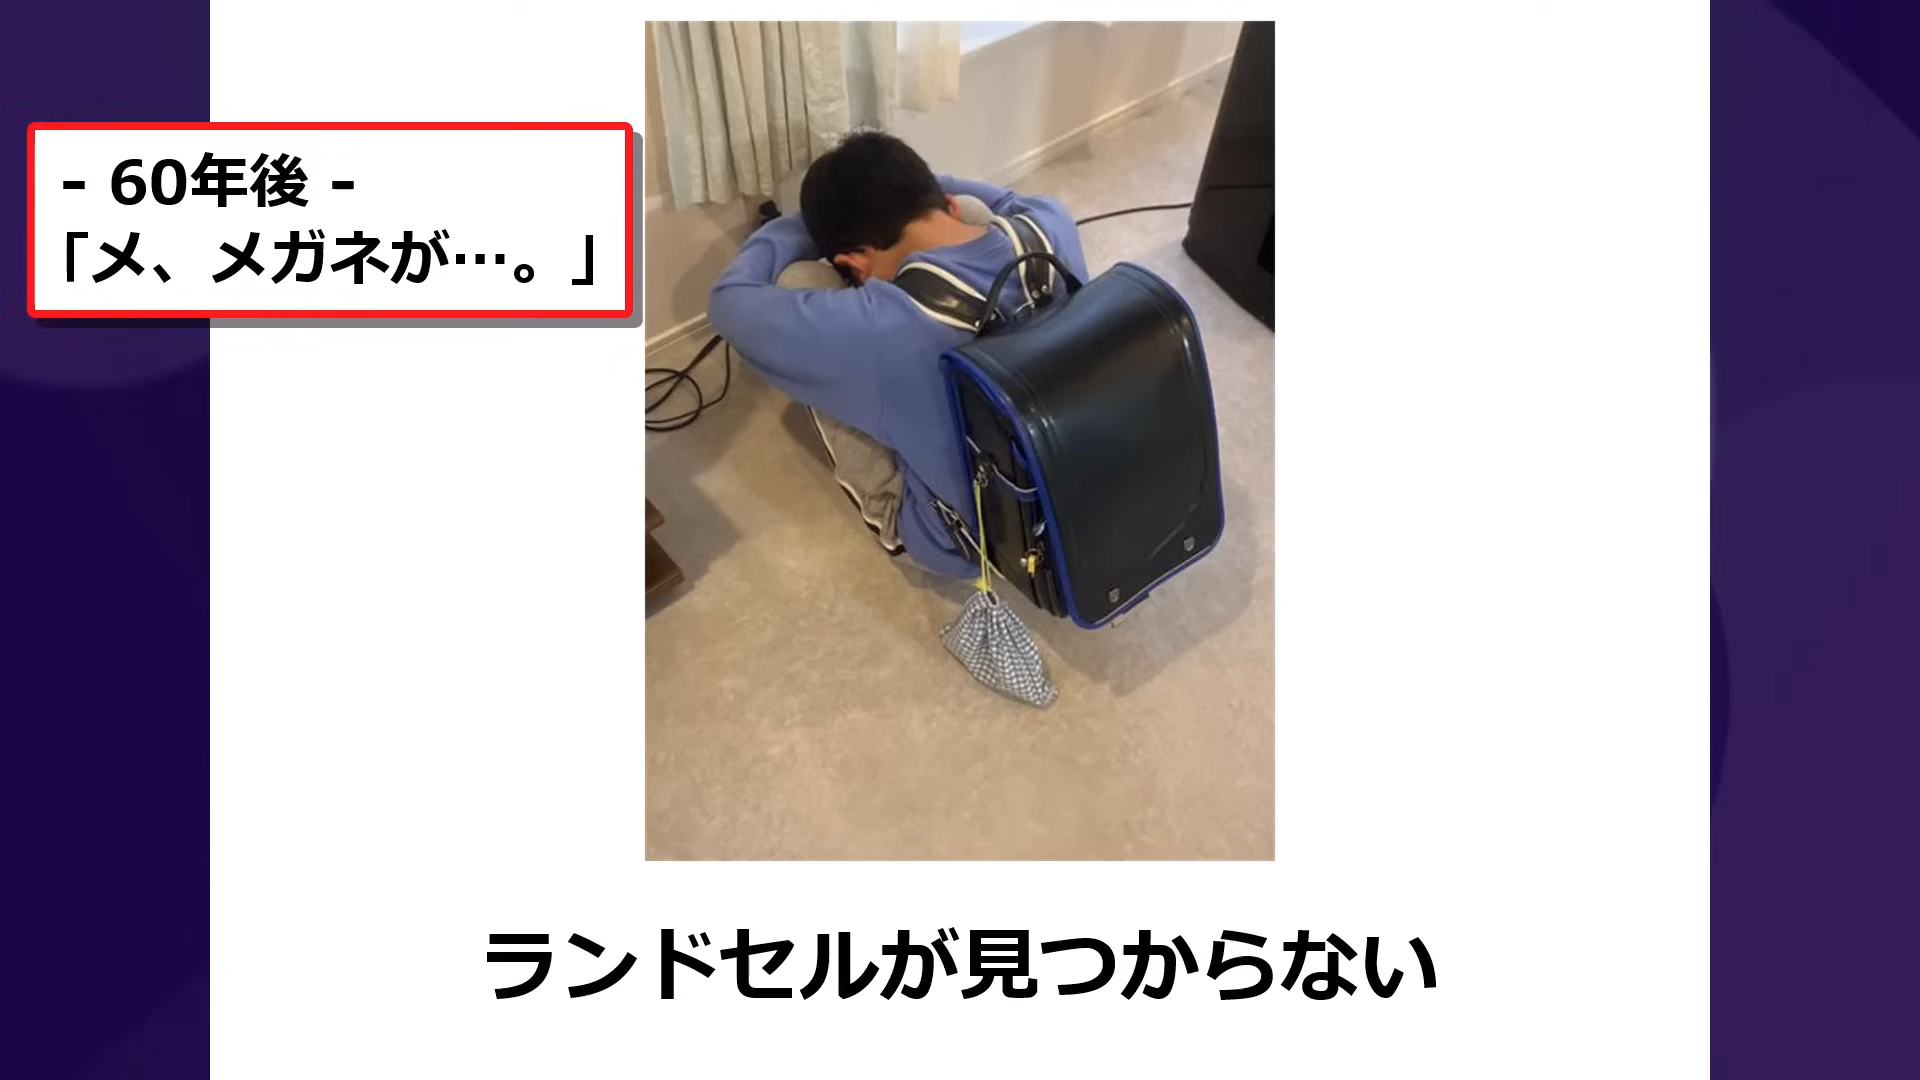 - 60年後 -
「メ、メガネが…。」
ランドセルが見つからない